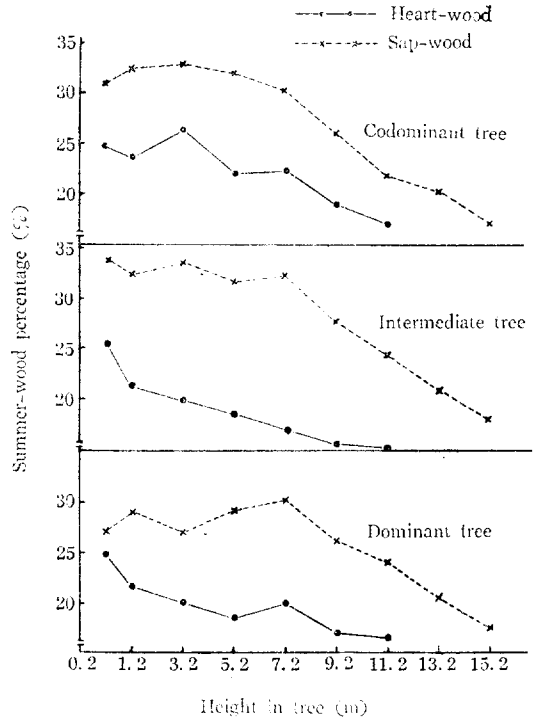 Heart-wood
Sap-wood
35
30
25
20
Codominant tree
35
30
25
20
Intermediate tree
30
25
20
Dominant tree
0.2 1.2 3.2 5.2 7.2 9.2 11.2 13.2 15.2
Height in tree (m)
Summer-wood percentage (%)